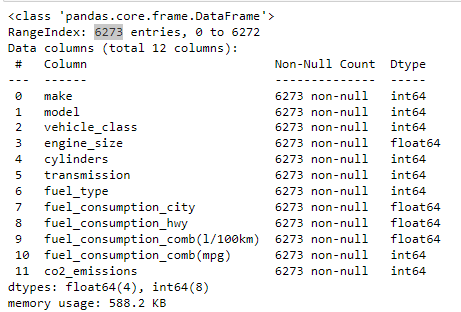 <class 'pandas.core.frame.DataFrame'>
RangeIndex: 6273 entries, 0 to 6272
Data columns (total 12 columns):
 #   Column                       Non-Null Count  Dtype
---  ------                       --------------  -----
 0   make                         6273 non-null   int64
 1   model                        6273 non-null   int64
 2   vehicle_class                6273 non-null   int64
 3   engine_size                  6273 non-null   float64
 4   cylinders                    6273 non-null   int64
 5   transmission                 6273 non-null   int64
 6   fuel_type                    6273 non-null   int64
 7   fuel_consumption_city        6273 non-null   float64
 8   fuel_consumption_hwy         6273 non-null   float64
 9   fuel_consumption_comb(l/100km)  6273 non-null   float64
 10  fuel_consumption_comb(mpg)   6273 non-null   int64
 11  co2_emissions                6273 non-null   int64
dtypes: float64(4), int64(8)
memory usage: 588.2 KB